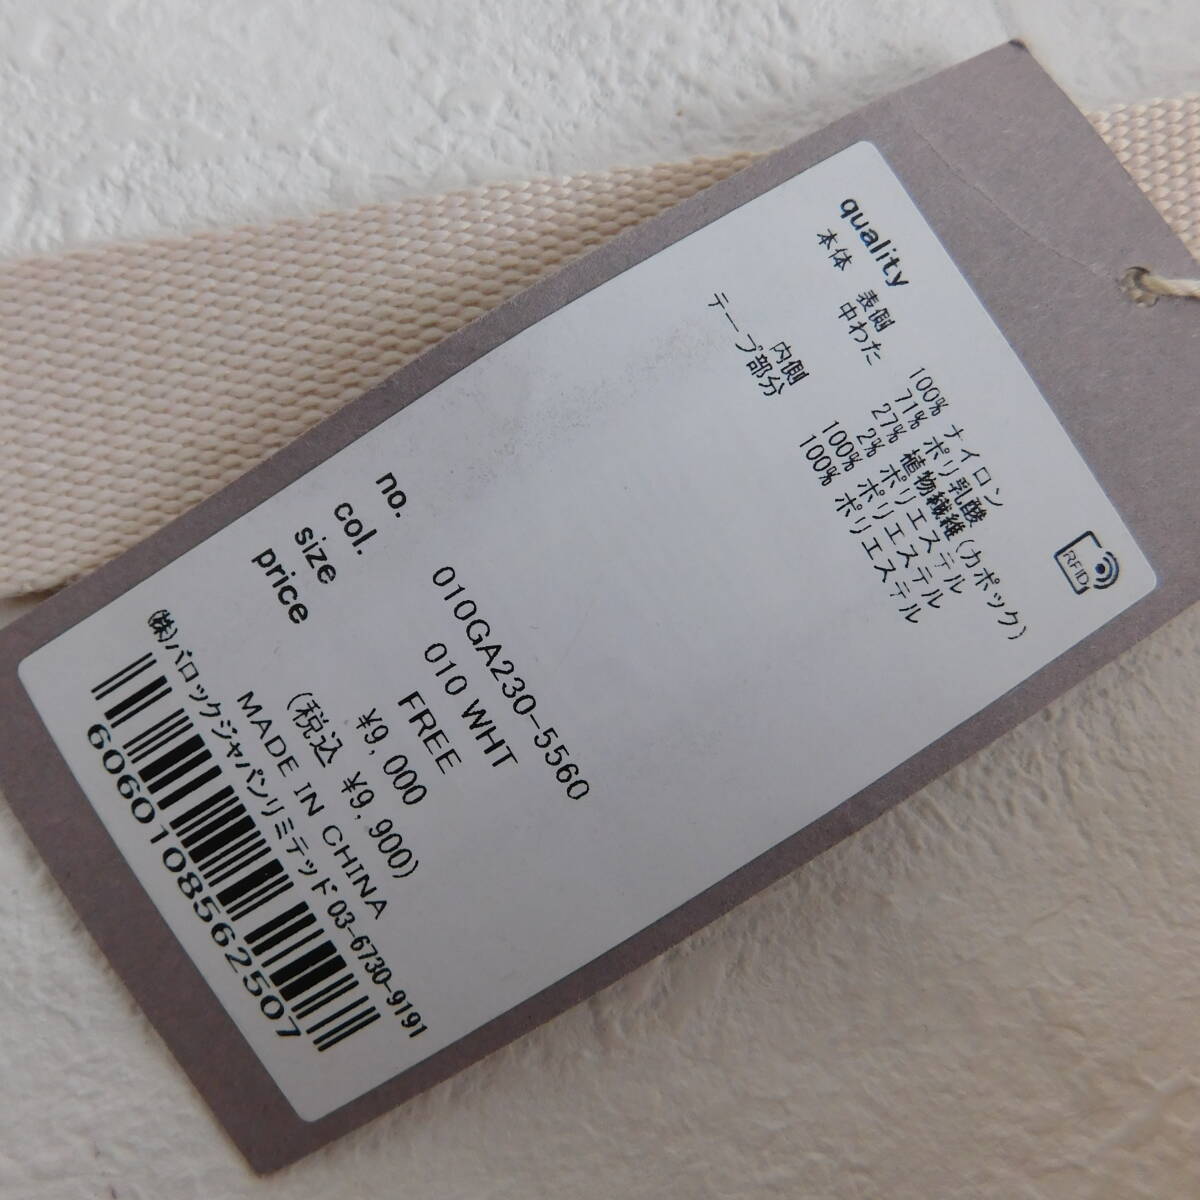 quality
本体 表側 100% ナイロン
中わた 71% ポリ乳酸
27% 植物繊維(カポック)
2% ポリエステル
内側 100% ポリエステル
テープ部分 100% ポリエステル
RFID
no. 010GA230-5560
col. 010 WHT
size FREE
price ¥9,000
(税込 ¥9,900)
MADE IN CHINA
(株)バロックジャパンリミテッド03-6730-9191
6060108562507